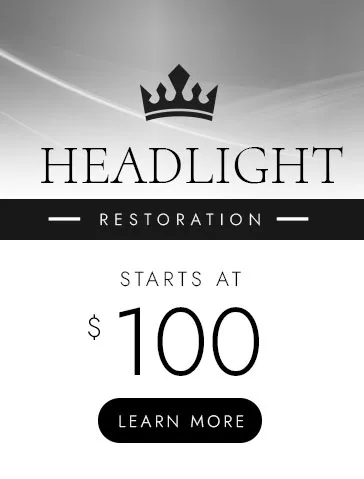 HEADLIGHT
RESTORATION
STARTS AT
$100
LEARN MORE